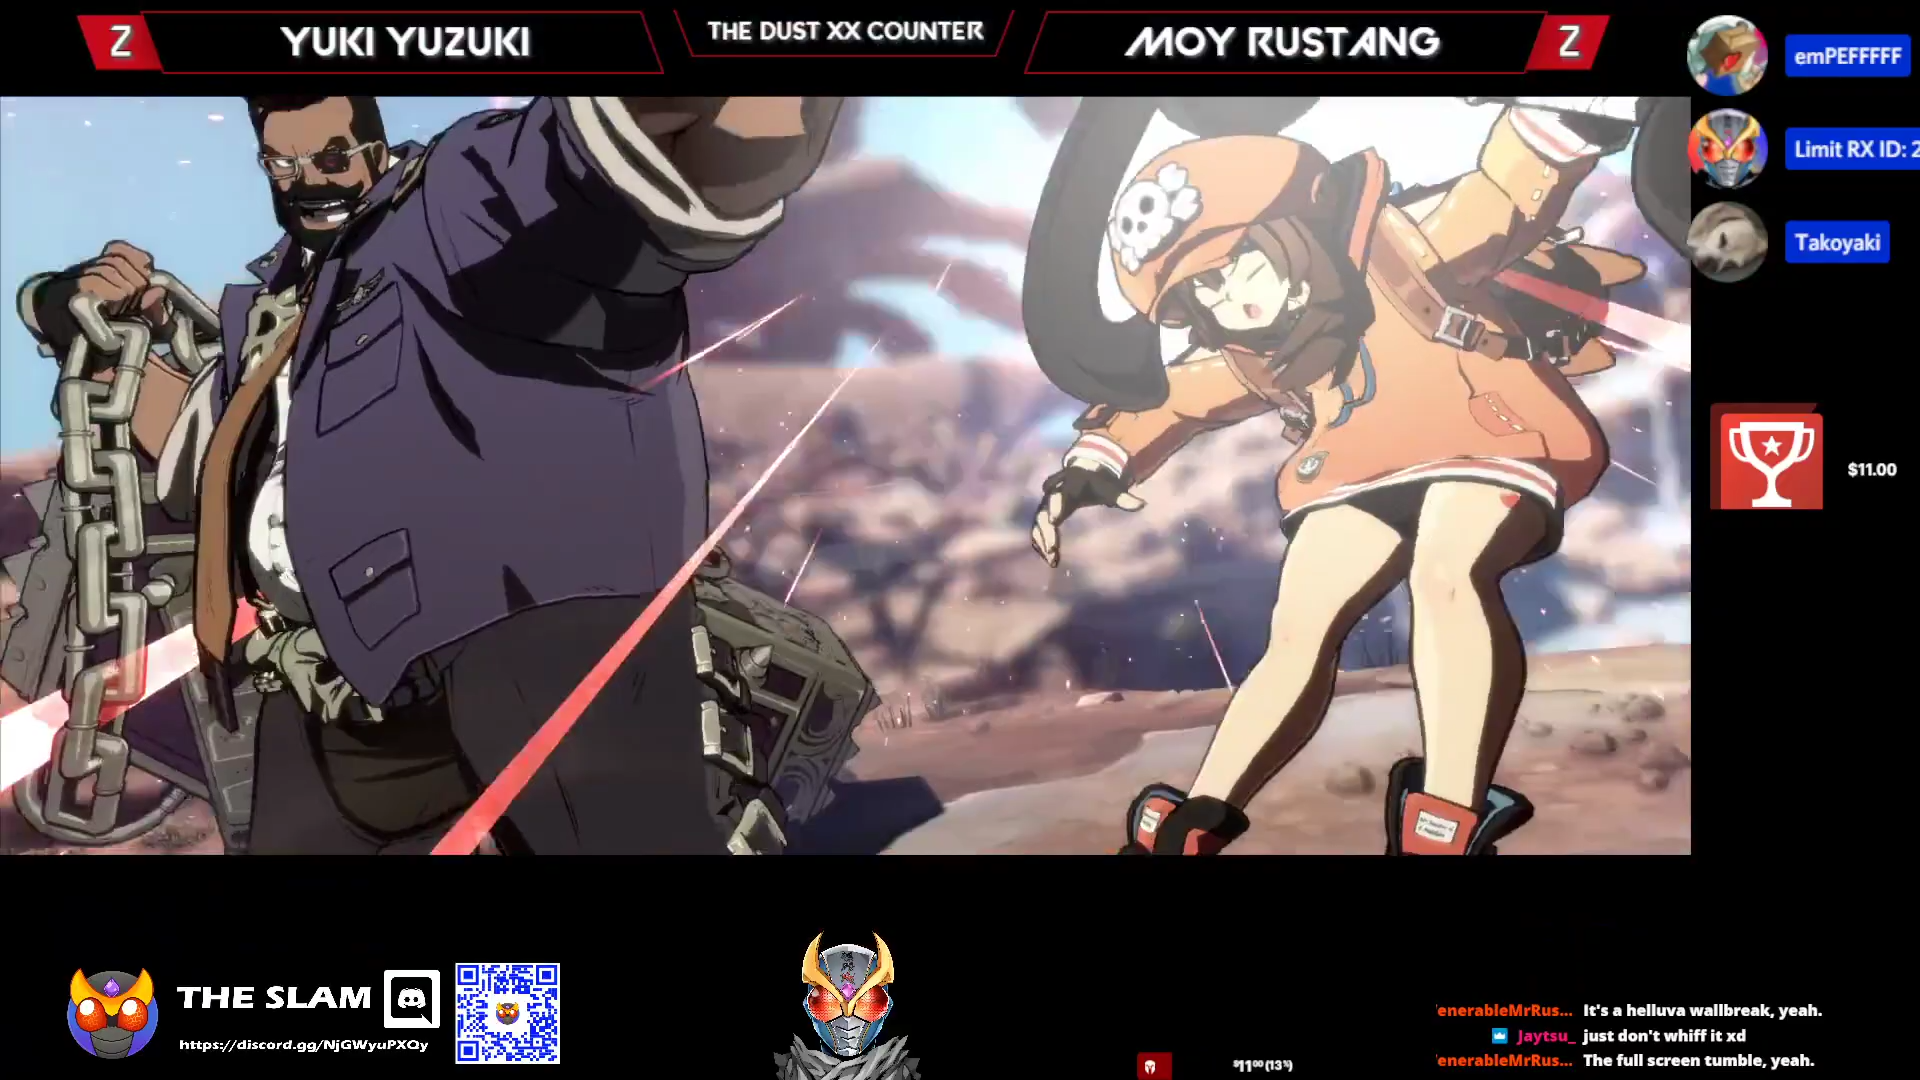 Z
YUKI YUZUKI
THE DUST XX COUNTER
MOY RUSTANG
Z
emPEFFFFF
Limit RX ID: 2
Takoyaki
$11.00
THE SLAM
https://discord.gg/NjGWyuPXQy
$11⁰⁰ (13%)
'enerableMrRus... It's a helluva wallbreak, yeah.
Jaytsu_ just don't whiff it xd
'enerableMrRus... The full screen tumble, yeah.